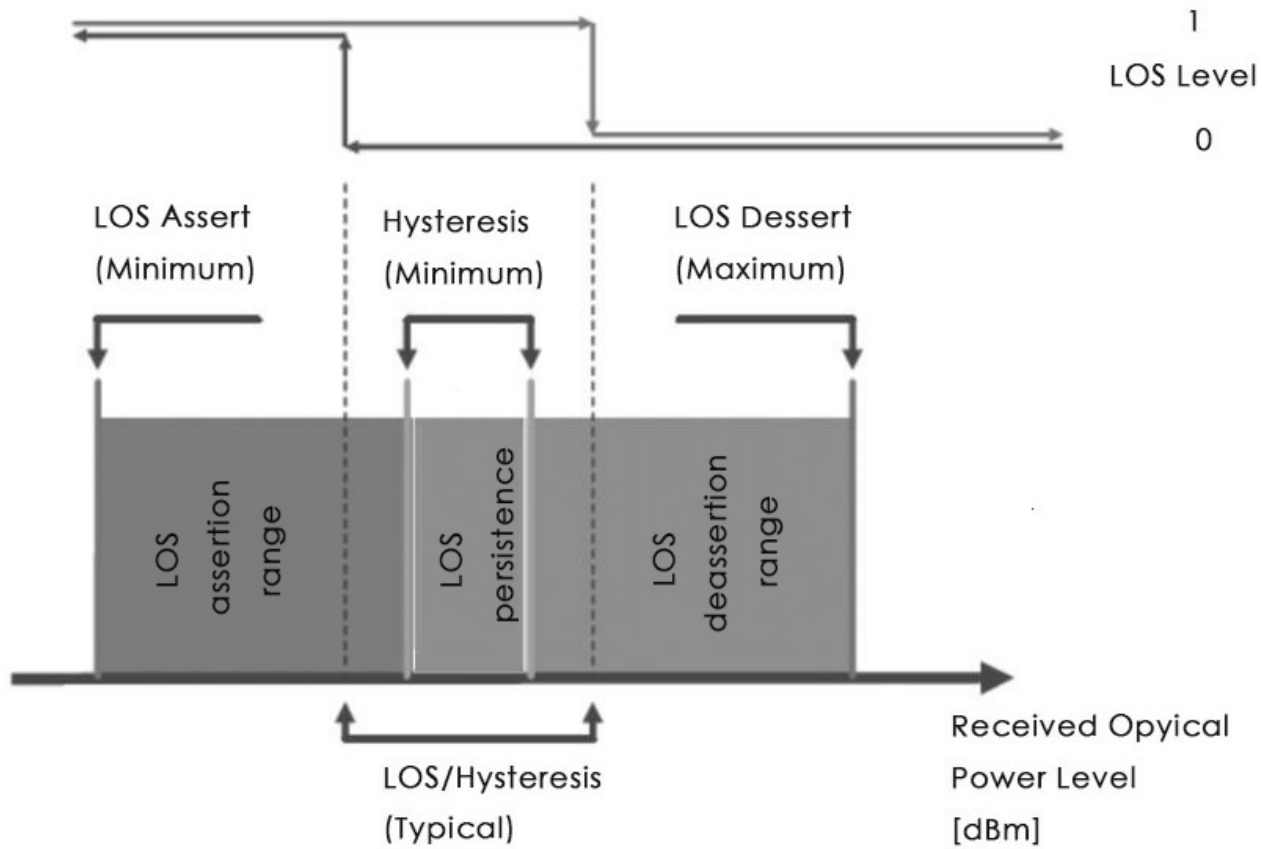 1
LOS Level
0
LOS Assert
(Minimum)
Hysteresis
(Minimum)
LOS Dessert
(Maximum)
LOS
assertion
range
LOS
persistence
LOS
deassertion
range
LOS/Hysteresis
(Typical)
Received Opyical
Power Level
[dBm]